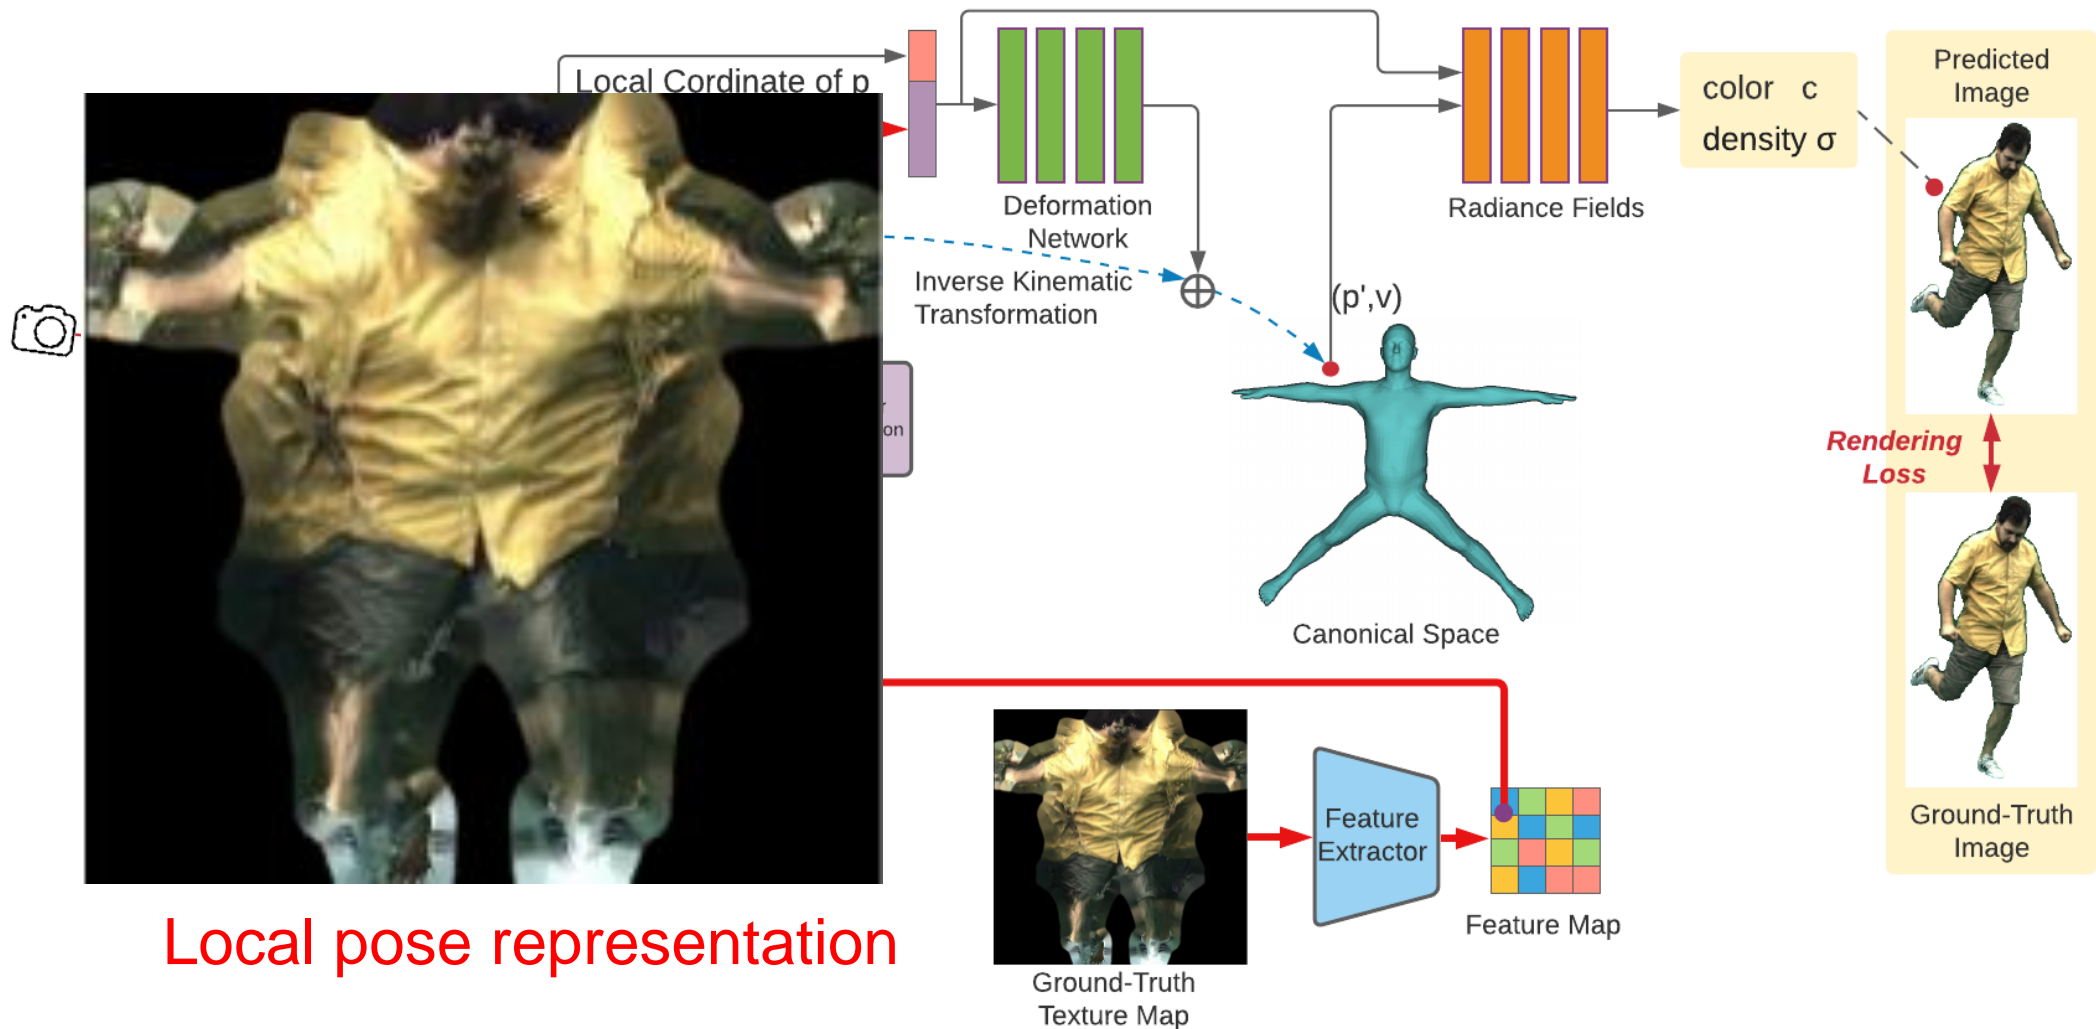 Local Cordinate of p
Deformation
Network
Inverse Kinematic
Transformation
(p',v)
Radiance Fields
color c
density σ
Predicted
Image
Rendering
Loss
Canonical Space
on
Feature
Extractor
Feature Map
Ground-Truth
Image
Local pose representation
Ground-Truth
Texture Map